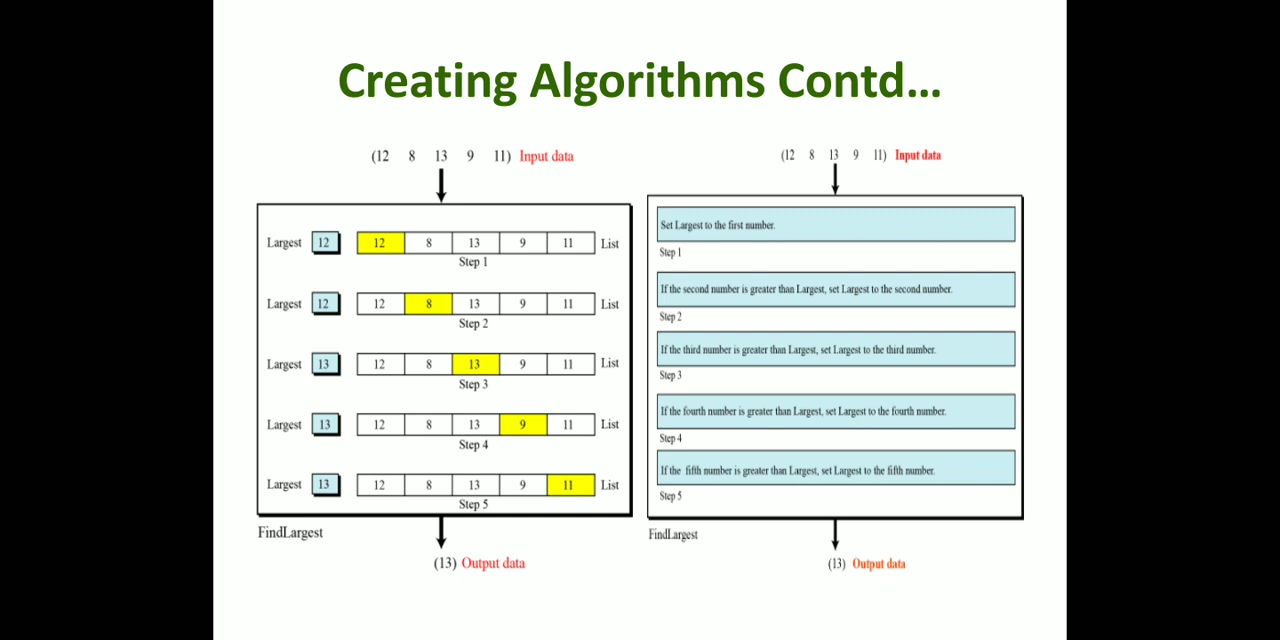 Creating Algorithms Contd...
(12 8 13 9 11) Input data
Largest 12 12 8 13 9 11 List
Step 1
Largest 12 12 8 13 9 11 List
Step 2
Largest 13 12 8 13 9 11 List
Step 3
Largest 13 12 8 13 9 11 List
Step 4
Largest 13 12 8 13 9 11 List
Step 5
FindLargest
(13) Output data
(12 8 13 9 11) Input data
Set Largest to the first number.
Step 1
If the second number is greater than Largest, set Largest to the second number.
Step 2
If the third number is greater than Largest, set Largest to the third number.
Step 3
If the fourth number is greater than Largest, set Largest to the fourth number.
Step 4
If the fifth number is greater than Largest, set Largest to the fifth number.
Step 5
FindLargest
(13) Output data